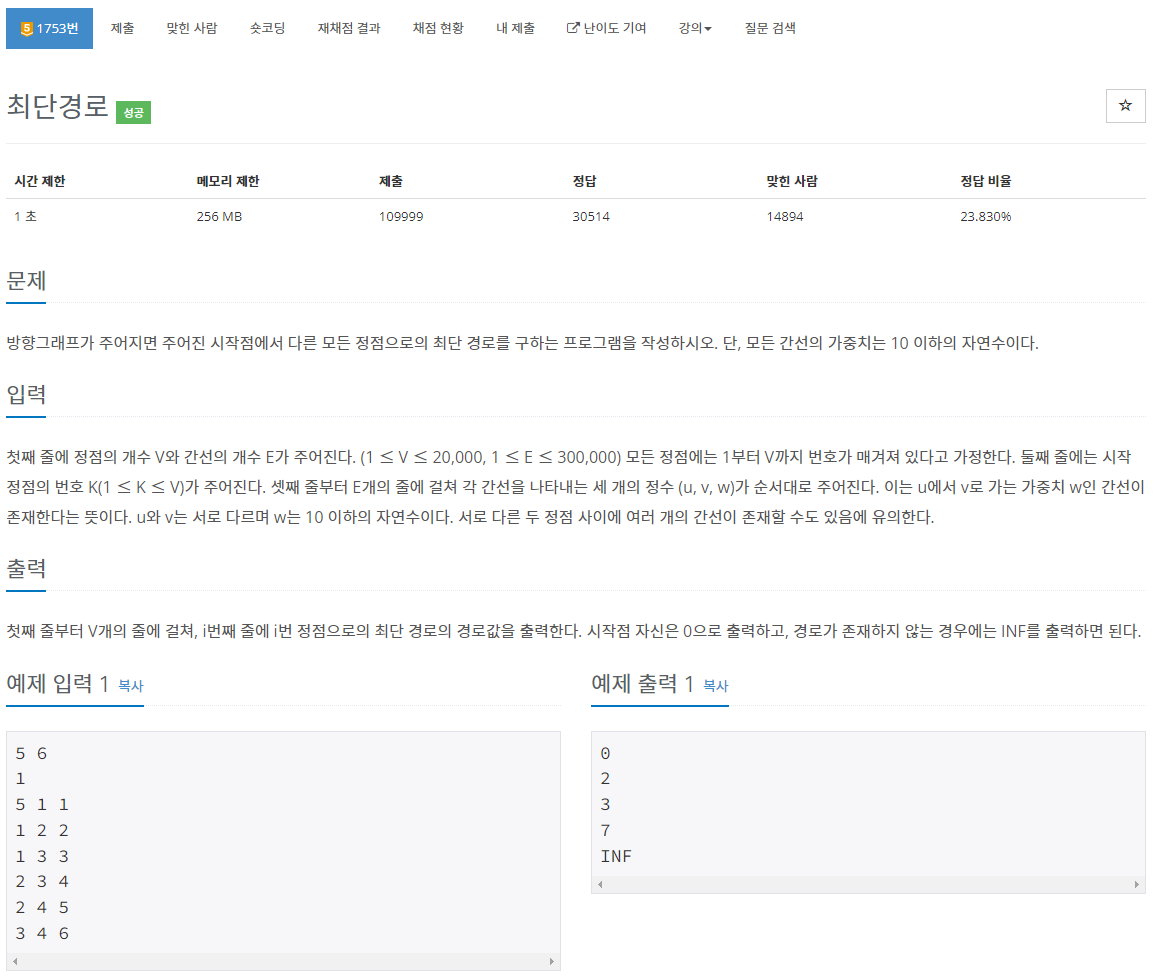 5 1753번 제출 맞힌 사람 숏코딩 재채점 결과 채점 현황 내 제출 난이도 기여 강의 질문 검색
최단경로 성공
☆
시간 제한 메모리 제한 제출 정답 맞힌 사람 정답 비율
1 초 256 MB 109999 30514 14894 23.830%
문제
방향그래프가 주어지면 주어진 시작점에서 다른 모든 정점으로의 최단 경로를 구하는 프로그램을 작성하시오. 단, 모든 간선의 가중치는 10 이하의 자연수이다.
입력
첫째 줄에 정점의 개수 V와 간선의 개수 E가 주어진다. (1 ≤ V ≤ 20,000, 1 ≤ E ≤ 300,000) 모든 정점에는 1부터 V까지 번호가 매겨져 있다고 가정한다. 둘째 줄에는 시작
정점의 번호 K(1 ≤ K ≤ V)가 주어진다. 셋째 줄부터 E개의 줄에 걸쳐 각 간선을 나타내는 세 개의 정수 (u, v, w)가 순서대로 주어진다. 이는 u에서 v로 가는 가중치 w인 간선이
존재한다는 뜻이다. u와 v는 서로 다르며 w는 10 이하의 자연수이다. 서로 다른 두 정점 사이에 여러 개의 간선이 존재할 수도 있음에 유의한다.
출력
첫째 줄부터 V개의 줄에 걸쳐, i번째 줄에 i번 정점으로의 최단 경로의 경로값을 출력한다. 시작점 자신은 0으로 출력하고, 경로가 존재하지 않는 경우에는 INF를 출력하면 된다.
예제 입력 1 복사
5 6
1
5 1 1
1 2 2
1 3 3
2 3 4
2 4 5
3 4 6
예제 출력 1 복사
0
2
3
7
INF